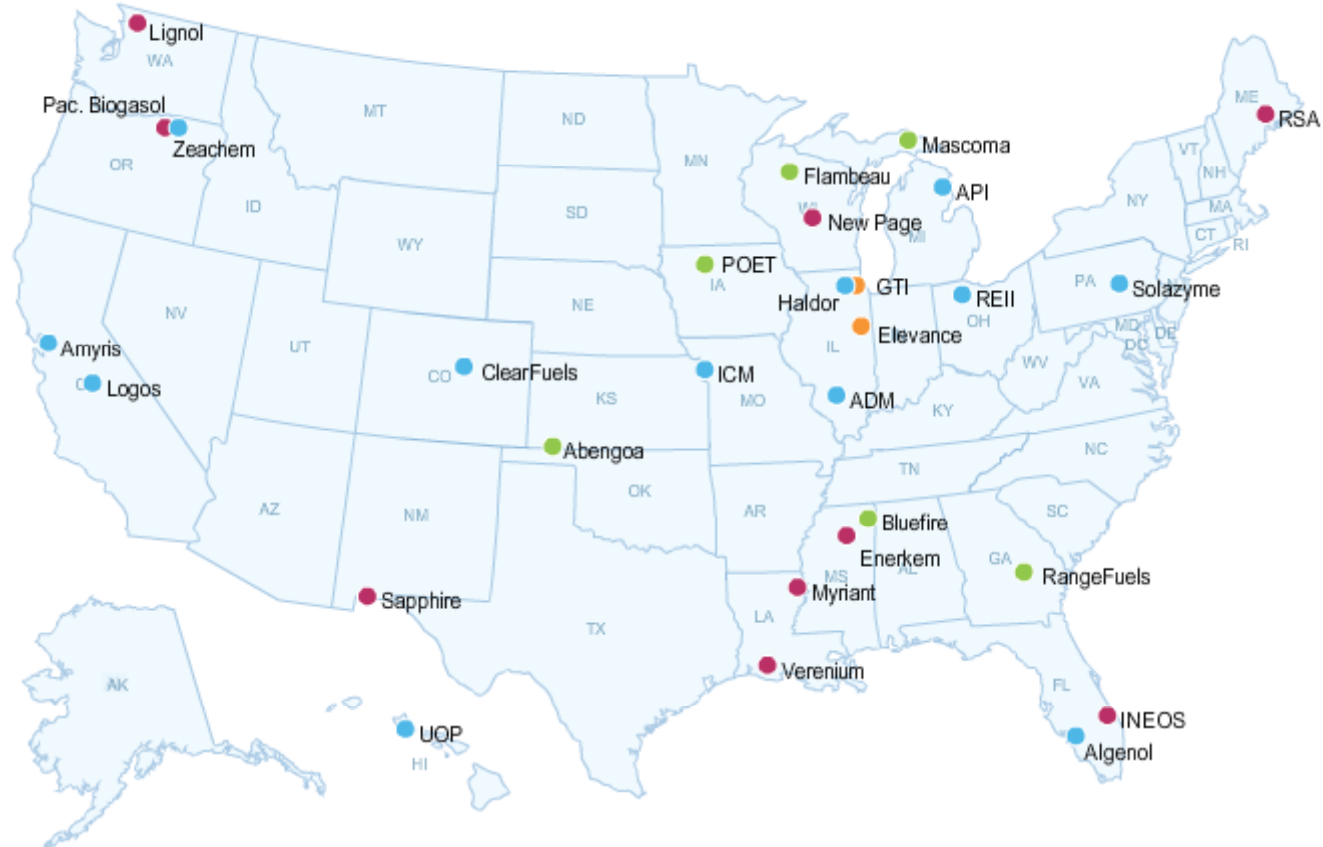 Lignol
WA
Pac. Biogasol
Zeachem
OR
MT
ND
MN
ID
SD
WY
Mascoma
Flambeau
API
New Page
MI
ME
RSA
VT
NH
NY
MA
CT
RI
POET
IA
NE
NV
UT
Haldor
GTI
REII
OH
PA
Solazyme
Elevance
IL
MD
DE
DC
WV
VA
Amyris
Logos
CO
ClearFuels
KS
ICM
MO
ADM
KY
Abengoa
OK
TN
NC
AZ
NM
AR
SC
Bluefire
Enerkem
MS
AL
GA
RangeFuels
Sapphire
TX
LA
Myriant
Verenium
FL
INEOS
Algenol
AK
UOP
HI